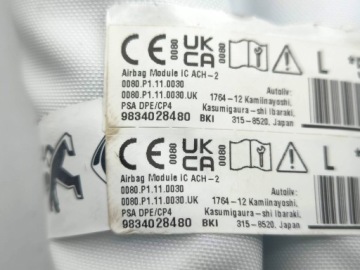 CE 0080 UK CA 0080 L
Airbag Module IC ACH-2
0080.P1.11.0030 Autoliv:
0080.P1.11.0030.UK 1764-12 Kamiinayoshi,
PSA DPE/CP4 Kasumigaura-shi Ibaraki,
9834028480 BKI 315-8520, Japan
CE 0080 UK CA 0080 L
Airbag Module IC ACH-2
0080.P1.11.0030 Autoliv:
0080.P1.11.0030.UK 1764-12 Kamiinayoshi,
PSA DPE/CP4 Kasumigaura-shi Ibaraki,
9834028480 BKI 315-8520, Japan